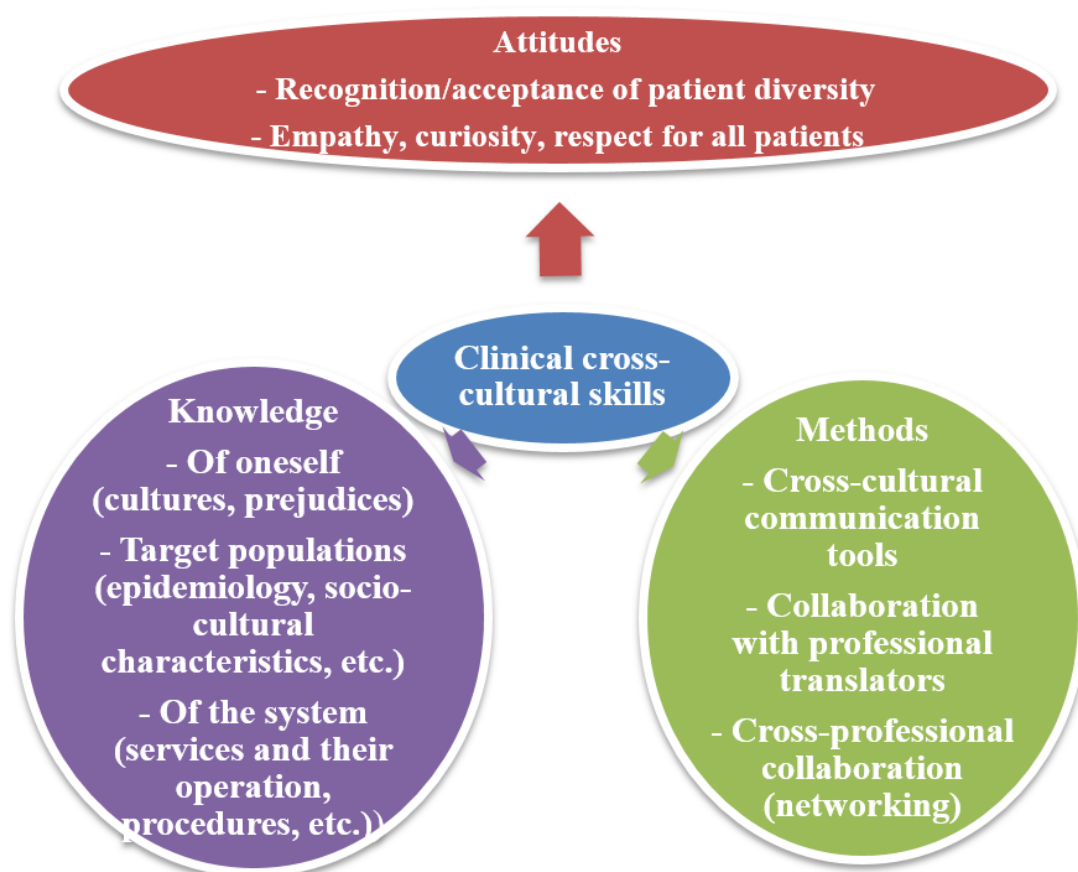 Attitudes
- Recognition/acceptance of patient diversity
- Empathy, curiosity, respect for all patients
Clinical cross-
cultural skills
Knowledge
- Of oneself
(cultures, prejudices)
- Target populations
(epidemiology, socio-
cultural
characteristics, etc.)
- Of the system
(services and their
operation,
procedures, etc.))
Methods
- Cross-cultural
communication
tools
- Collaboration
with professional
translators
- Cross-professional
collaboration
(networking)